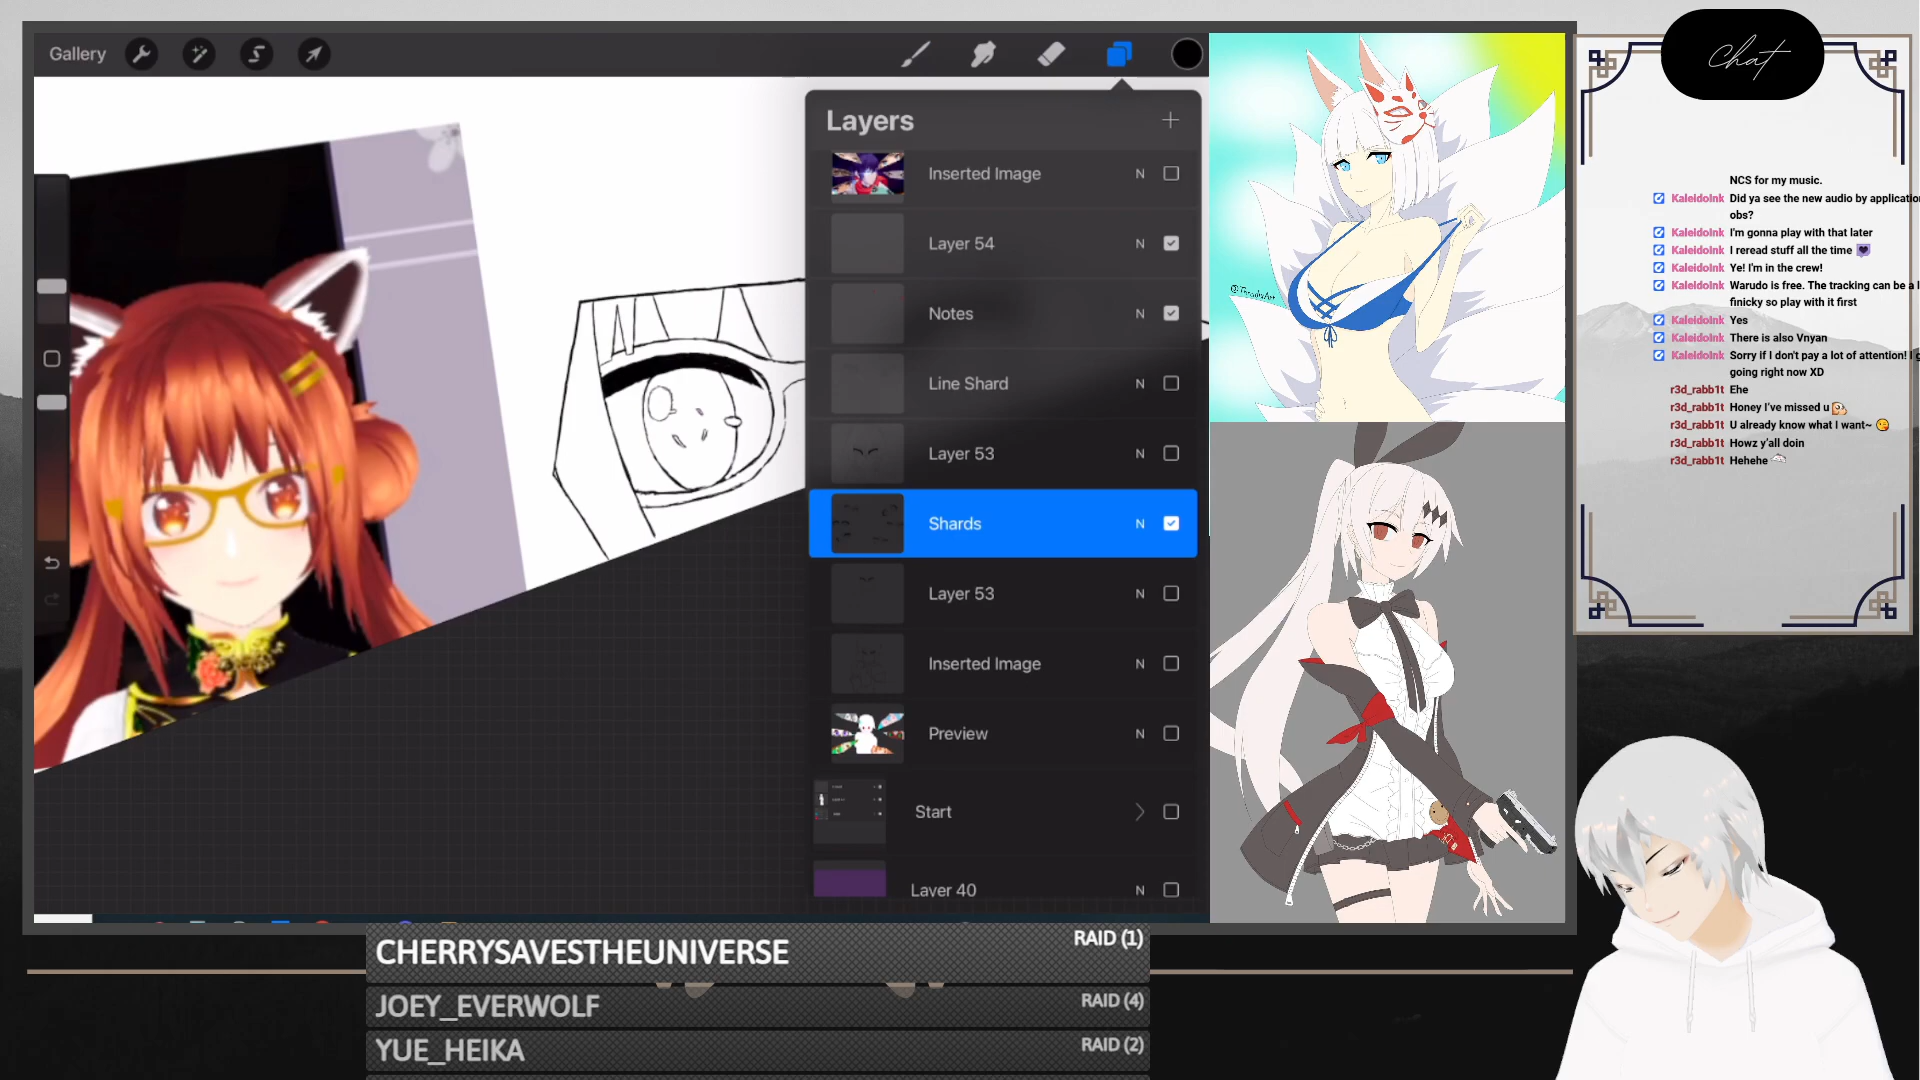 Gallery
Layers
Inserted Image N
Layer 54 N
Notes N
Line Shard N
Layer 53 N
Shards N
Layer 53 N
Inserted Image N
Preview N
Start
Layer 40 N
Chat
NCS for my music.
KaleidoInk Did ya see the new audio by applicatio
obs?
KaleidoInk I'm gonna play with that later
KaleidoInk I reread stuff all the time
KaleidoInk Ye! I'm in the crew!
KaleidoInk Warudo is free. The tracking can be a
finicky so play with it first
KaleidoInk Yes
KaleidoInk There is also Vnyan
KaleidoInk Sorry if I don't pay a lot of attention!
going right now XD
r3d_rabb1t Ehe
r3d_rabb1t Honey I've missed u
r3d_rabb1t U already know what I want~
r3d_rabb1t Howz y'all doin
r3d_rabb1t Hehehe
CHERRYSAVESTHEUNIVERSE RAID (1)
JOEY_EVERWOLF RAID (4)
YUE_HEIKA RAID (2)